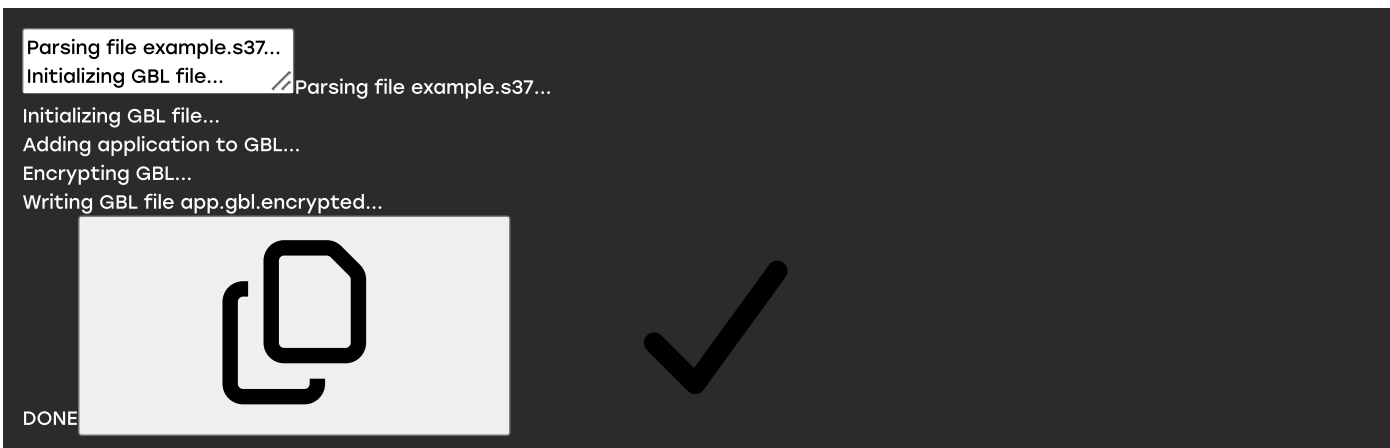 Parsing file example.s37...
Initializing GBL file...
Parsing file example.s37...
Initializing GBL file...
Adding application to GBL...
Encrypting GBL...
Writing GBL file app.gbl.encrypted...
DONE